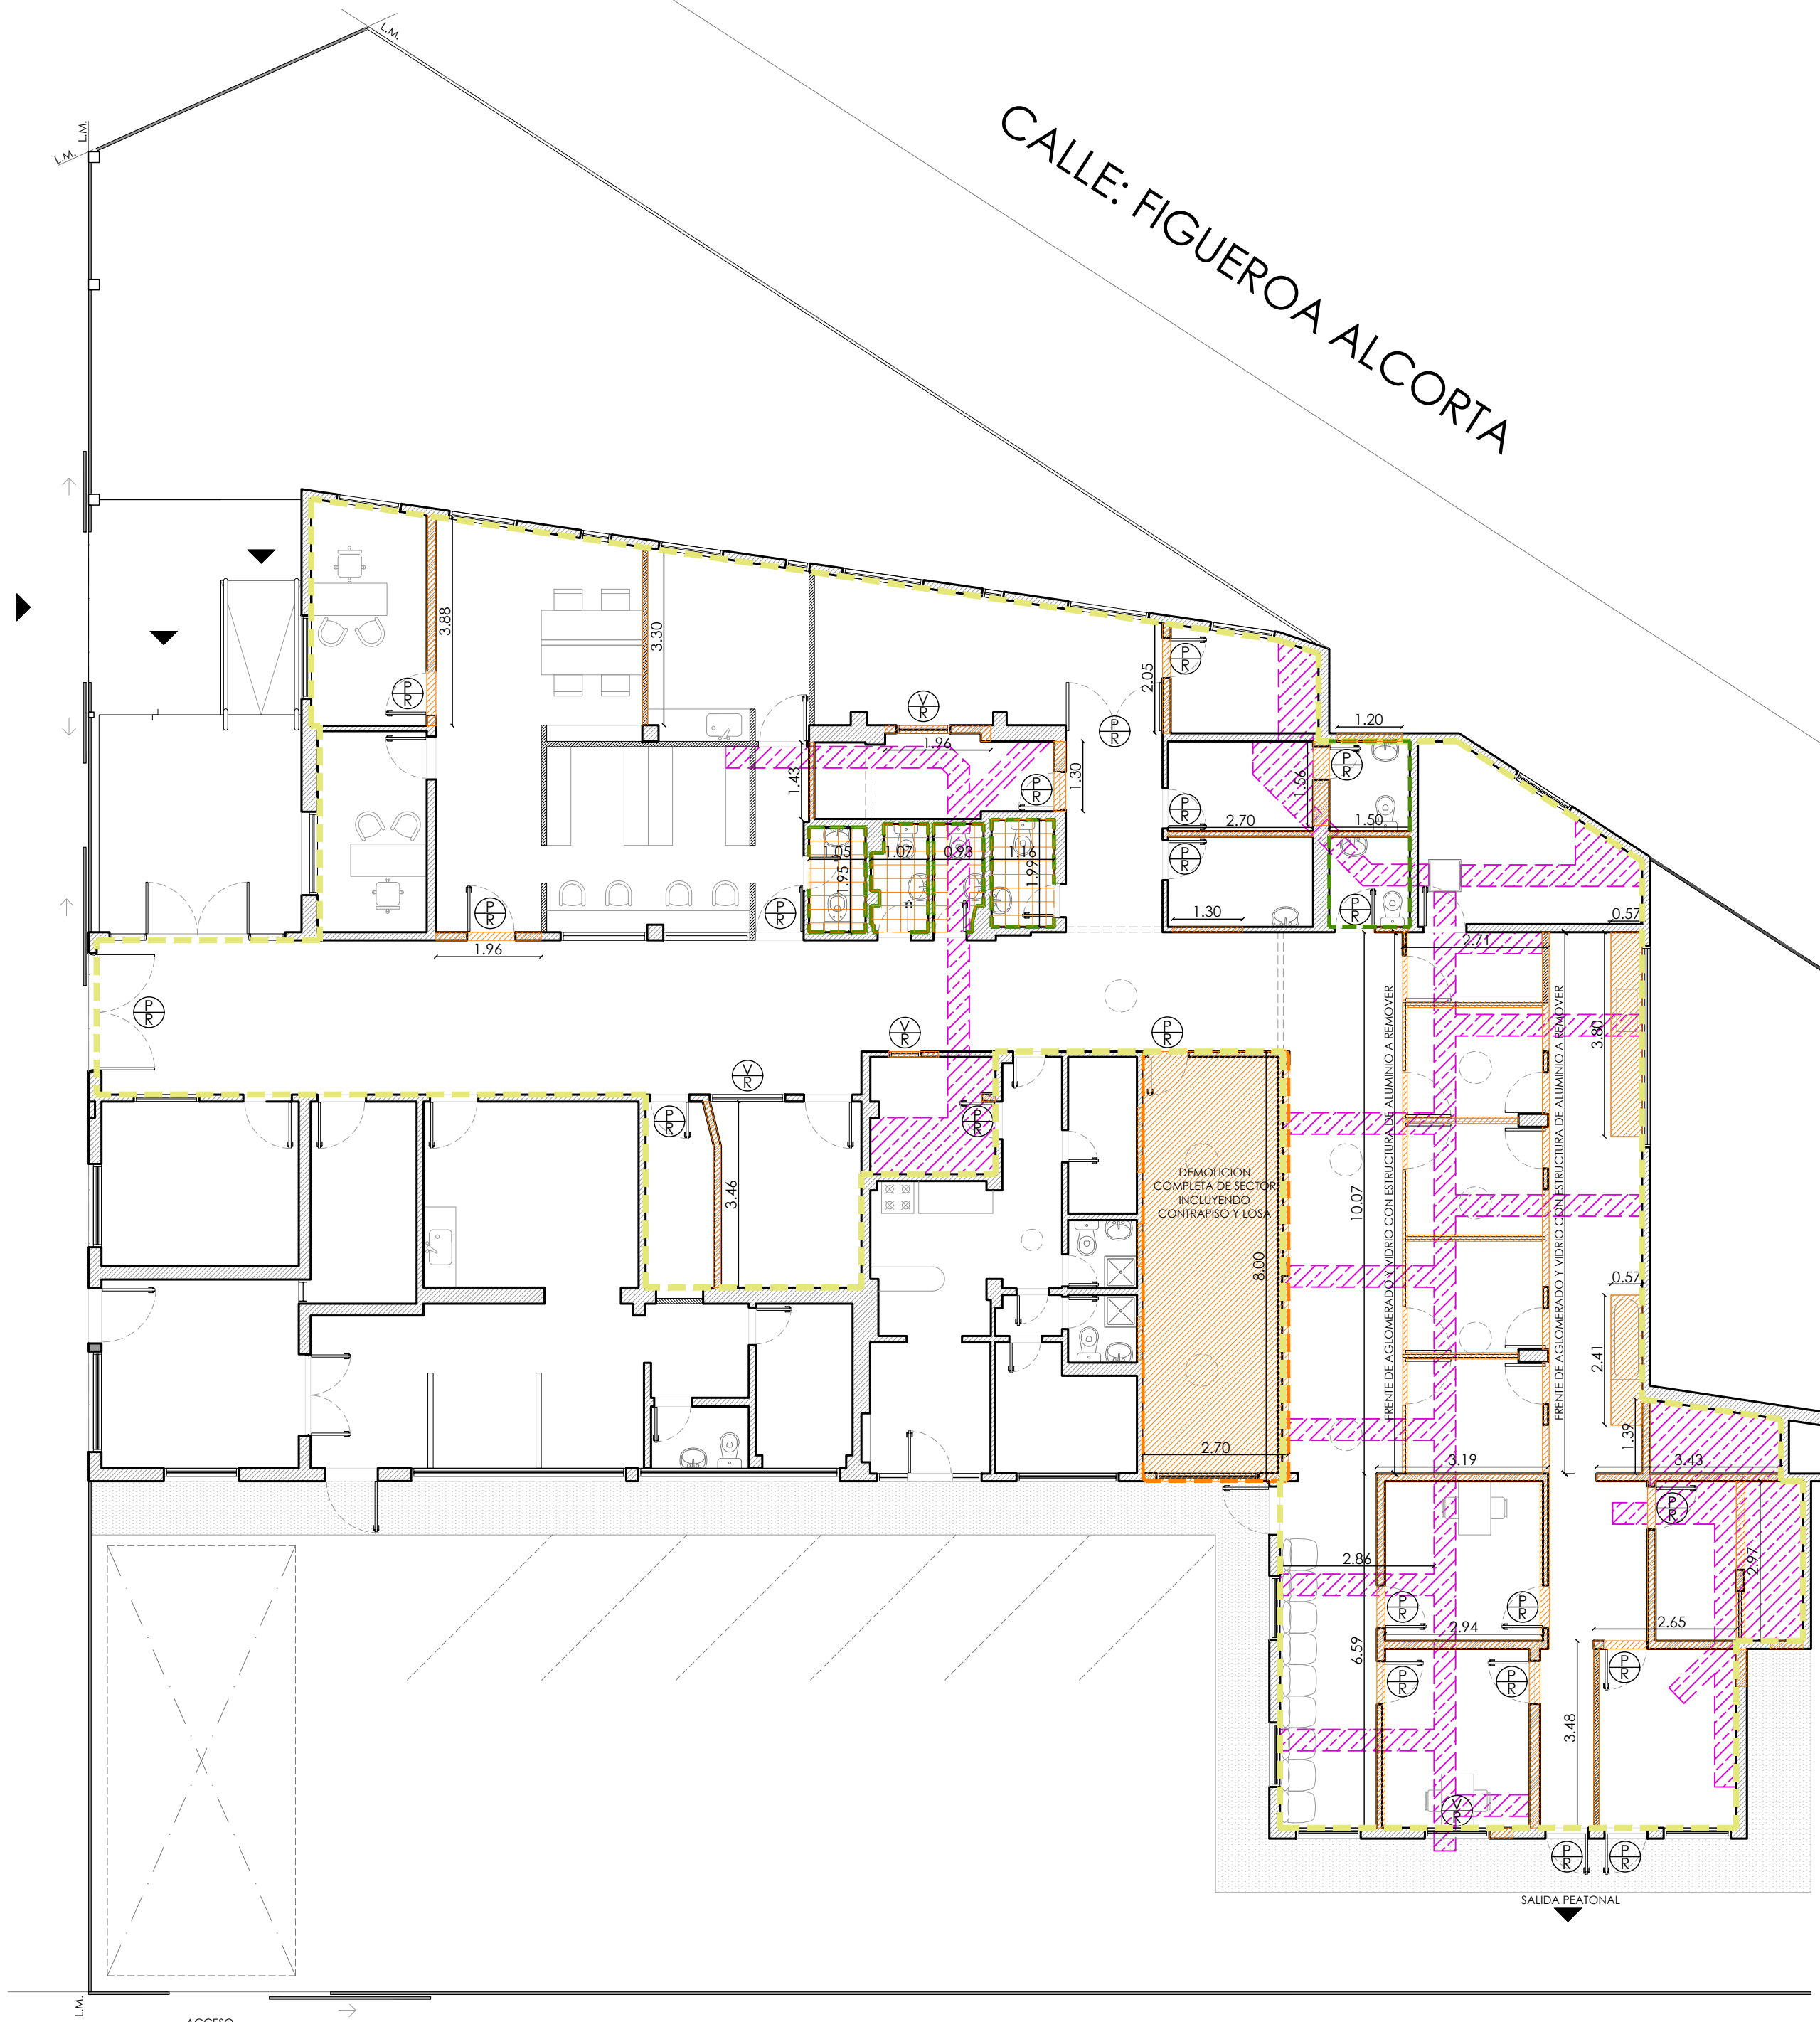 L.M.
L.M.
L.M.
CALLE: FIGUEROA ALCORTA
3.88
P
R
3.30
2.05
P
R
V
R
P
R
1.20
1.96
1.43
1.30
P
R
1.56
P
R
P
R
2.70
1.50
1.05
1.07
0.93
1.16
1.95
1.99
P
R
P
R
P
R
1.30
P
R
0.57
1.96
2.71
P
R
V
R
P
R
3.80
FRENTE DE AGLOMERADO Y VIDRIO CON ESTRUCTURA DE ALUMINIO A REMOVER
FRENTE DE AGLOMERADO Y VIDRIO CON ESTRUCTURA DE ALUMINIO A REMOVER
V
R
P
R
P
R
3.46
DEMOLICION
COMPLETA DE SECTOR
INCLUYENDO
CONTRAPISO Y LOSA
10.07
8.00
0.57
2.41
1.39
2.70
3.19
3.43
P
R
2.86
2.97
P
R
P
R
2.94
2.65
6.59
P
R
P
R
P
R
3.48
V
R
P
R
P
R
SALIDA PEATONAL
L.M.
ACCESO